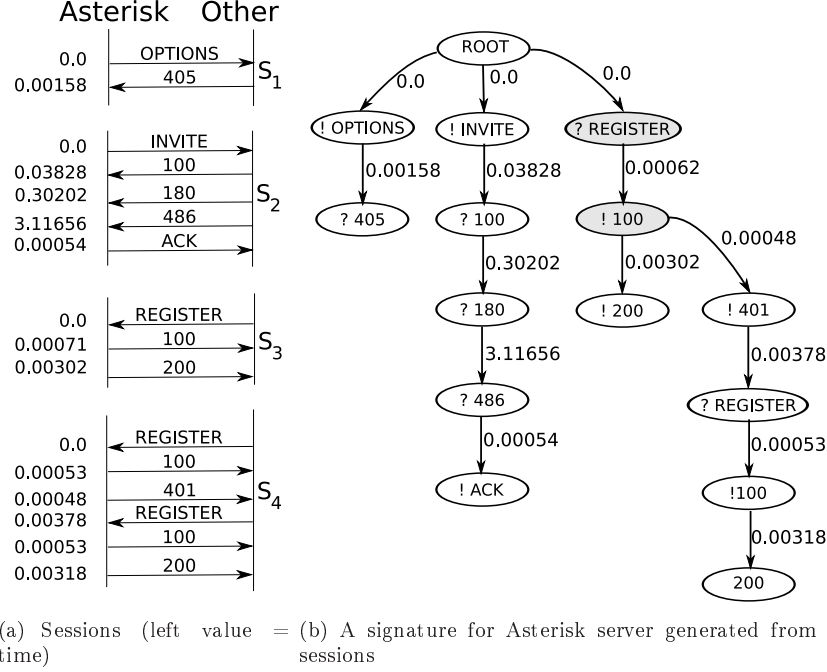 Asterisk Other
0.0
OPTIONS
0.00158
405
S1
0.0
INVITE
0.03828
100
0.30202
180
S2
3.11656
486
0.00054
ACK
0.0
REGISTER
0.00071
100
S3
0.00302
200
0.0
REGISTER
0.00053
100
0.00048
401
S4
0.00378
REGISTER
0.00053
100
0.00318
200
ROOT
0.0
0.0
0.0
! OPTIONS
! INVITE
? REGISTER
0.00158
0.03828
0.00062
? 405
? 100
! 100
0.30202
0.00302
0.00048
? 180
! 200
! 401
3.11656
0.00378
? 486
? REGISTER
0.00054
0.00053
! ACK
!100
0.00318
200
(a) Sessions (left value =
time)
(b) A signature for Asterisk server generated from
sessions